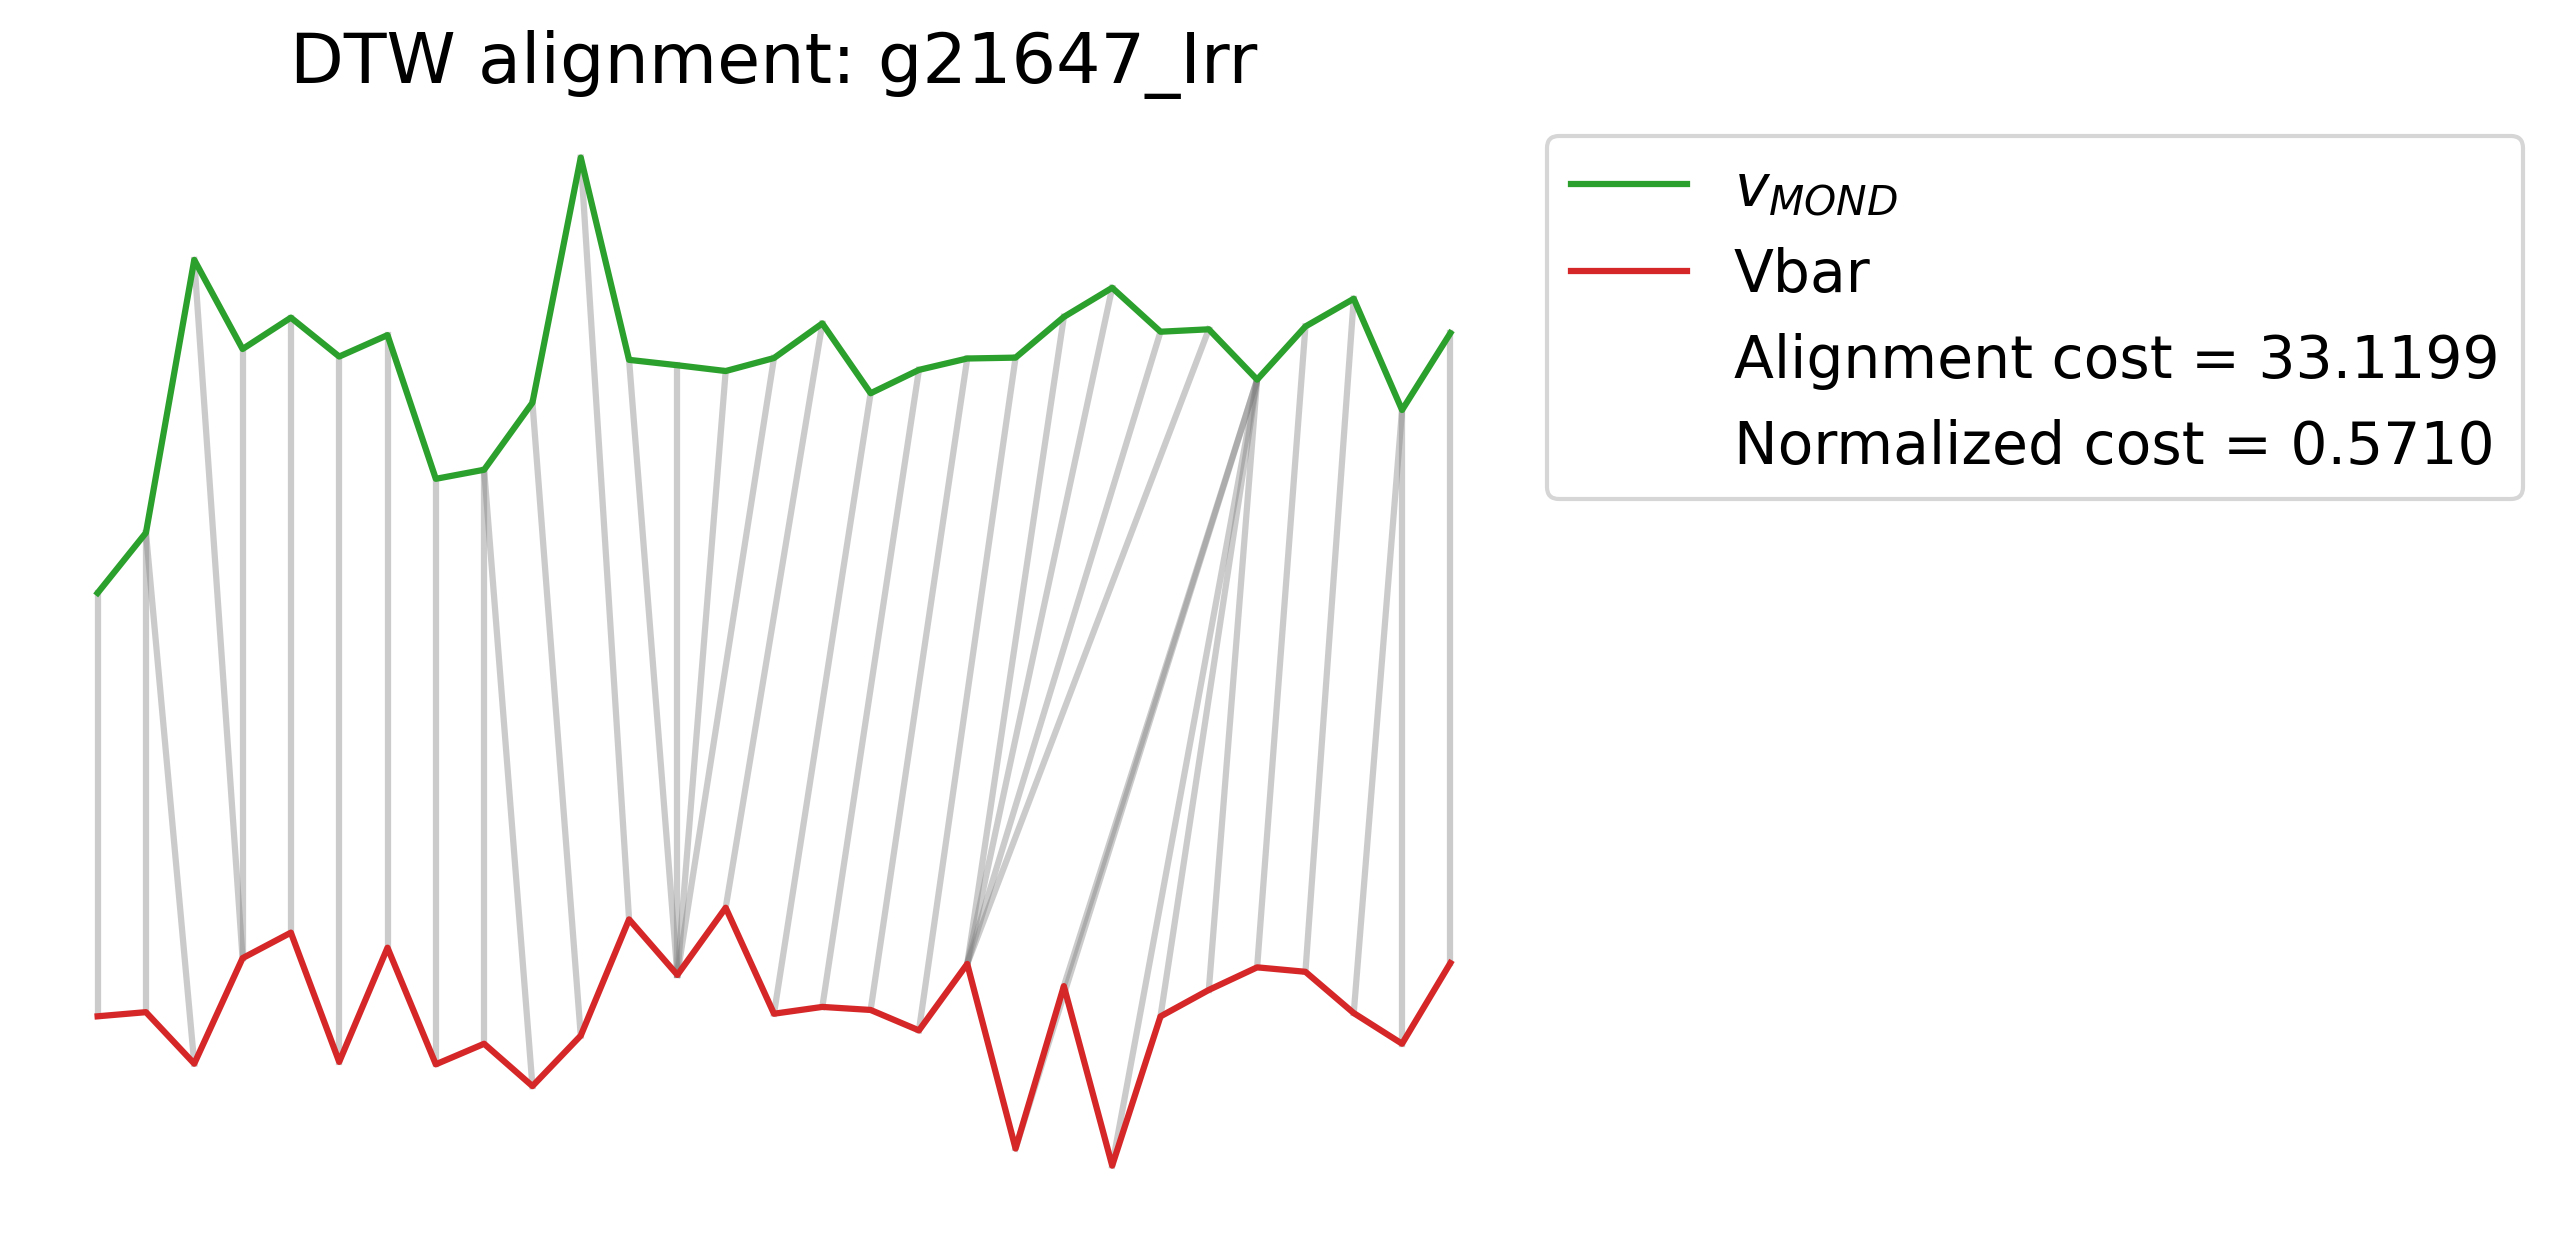 DTW alignment: g21647_Irr
vMOND
Vbar
Alignment cost = 33.1199
Normalized cost = 0.5710